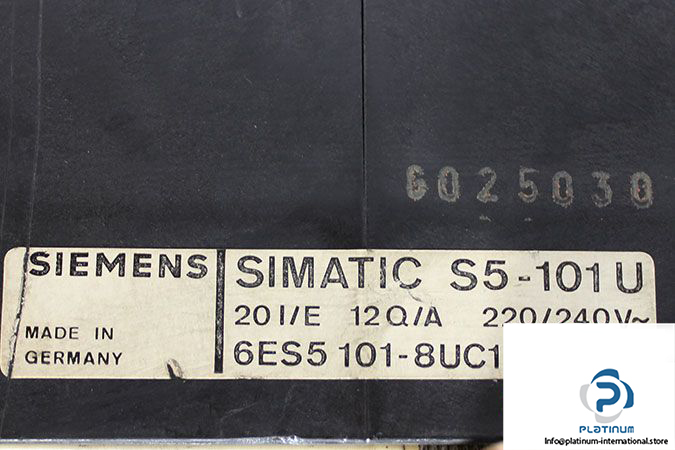 6025030
SIEMENS
SIMATIC S5-101U
20 I/E 12Q/A 220/240V~
MADE IN
GERMANY
6ES5 101-8UC1
PLATINUM
Info@platinum-international.store